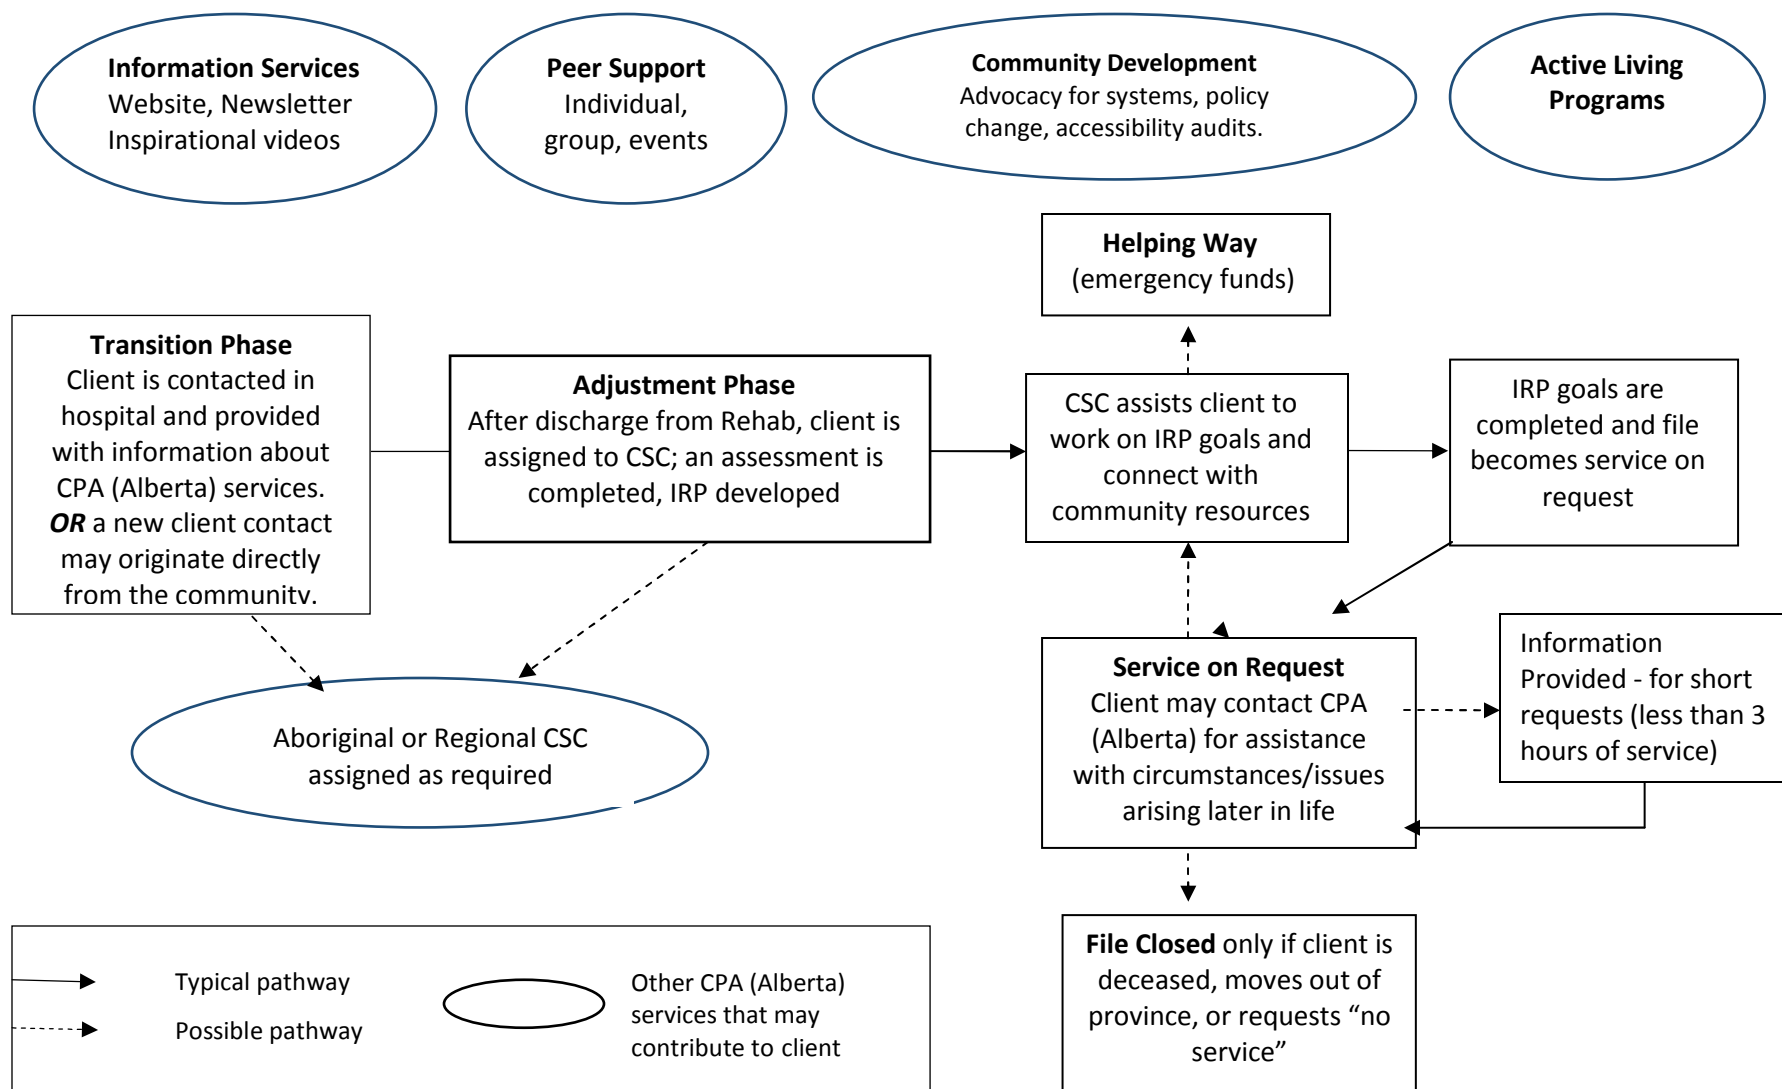 Information Services
Website, Newsletter
Inspirational videos
Peer Support
Individual,
group, events
Community Development
Advocacy for systems, policy
change, accessibility audits.
Active Living
Programs
Helping Way
(emergency funds)
Transition Phase
Client is contacted in
hospital and provided
with information about
CPA (Alberta) services.
OR a new client contact
may originate directly
from the community.
Adjustment Phase
After discharge from Rehab, client is
assigned to CSC; an assessment is
completed, IRP developed
CSC assists client to
work on IRP goals and
connect with
community resources
IRP goals are
completed and file
becomes service on
request
Aboriginal or Regional CSC
assigned as required
Service on Request
Client may contact CPA
(Alberta) for assistance
with circumstances/issues
arising later in life
Information
Provided - for short
requests (less than 3
hours of service)
File Closed only if client is
deceased, moves out of
province, or requests “no
service”
Typical pathway
Possible pathway
Other CPA (Alberta)
services that may
contribute to client